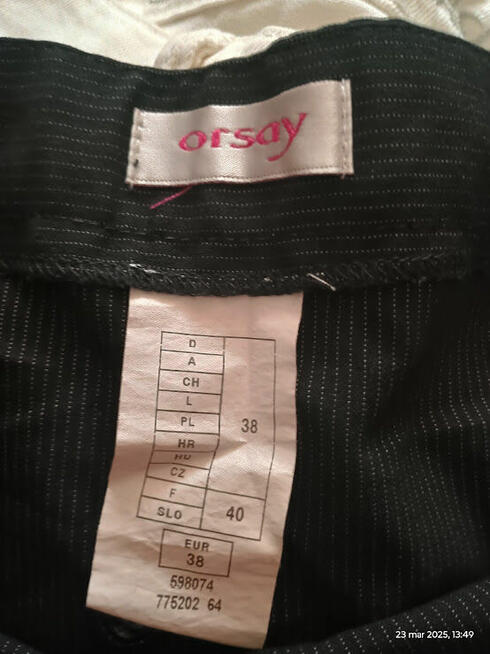 orsay
D
A
CH
L
PL
HR
HU
CZ
38
F
SLO
40
EUR
38
598074
775202 64
23 mar 2025, 13:49